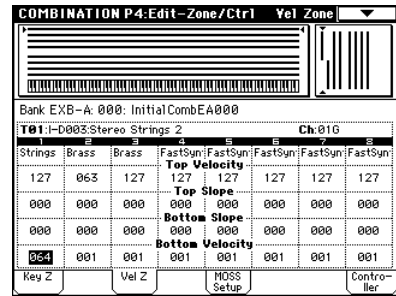 COMBINATION P4:Edit-Zone/Ctrl Vel Zone
Bank EXB-A: 000: InitialCombEA000
T01:I-D003:Stereo Strings 2 Ch:01G
1 2 3 4 5 6 7 8
Strings Brass Brass FastSyn FastSyn FastSyn FastSyn FastSyn
Top Velocity
127 063 127 127 127 127 127 127
Top Slope
000 000 000 000 000 000 000 000
Bottom Slope
000 000 000 000 000 000 000 000
Bottom Velocity
064 001 001 001 001 001 001 001
Key Z Vel Z MOSS Setup Contro-ller